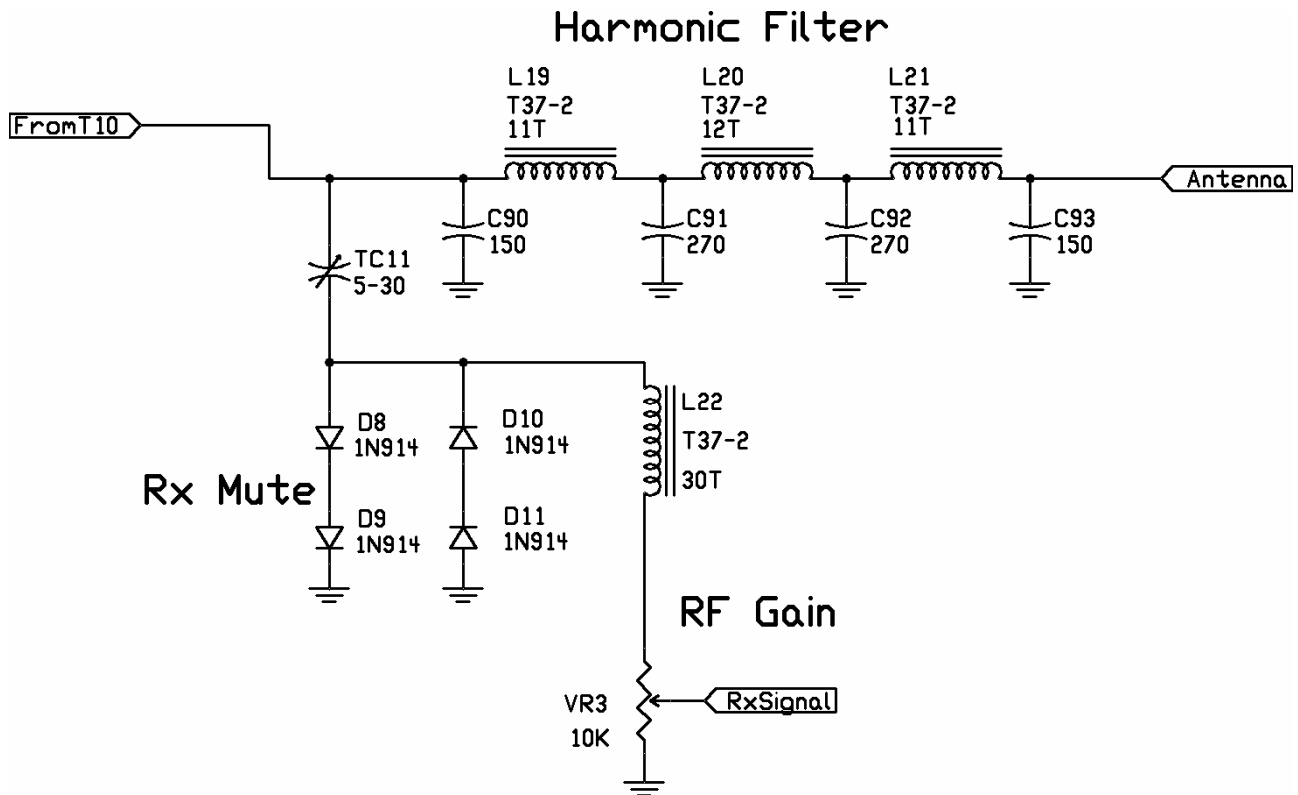 Harmonic Filter
L19
T37-2
11T
L20
T37-2
12T
L21
T37-2
11T
FromT10
Antenna
C90
150
C91
270
C92
270
C93
150
TC11
5-30
D8
1N914
D10
1N914
L22
T37-2
30T
Rx Mute
D9
1N914
D11
1N914
RF Gain
VR3
10K
RxSignal